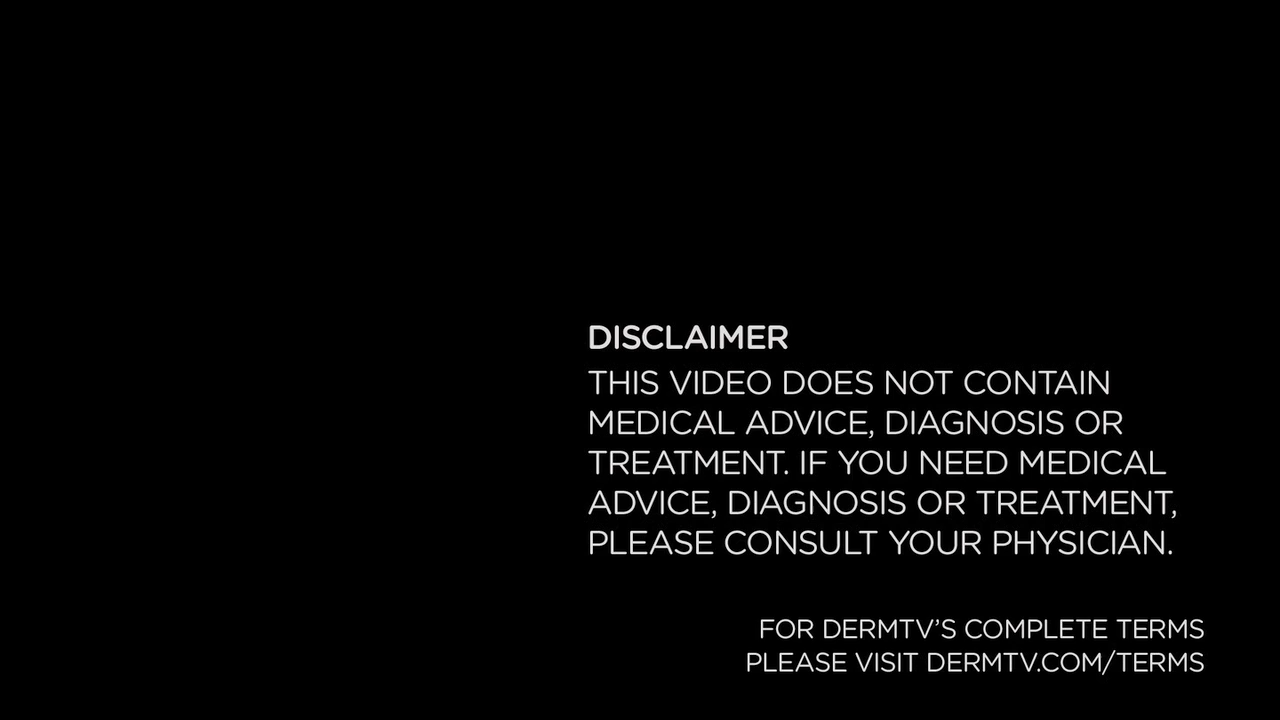 DISCLAIMER
THIS VIDEO DOES NOT CONTAIN
MEDICAL ADVICE, DIAGNOSIS OR
TREATMENT. IF YOU NEED MEDICAL
ADVICE, DIAGNOSIS OR TREATMENT,
PLEASE CONSULT YOUR PHYSICIAN.
FOR DERMTV’S COMPLETE TERMS
PLEASE VISIT DERMTV.COM/TERMS